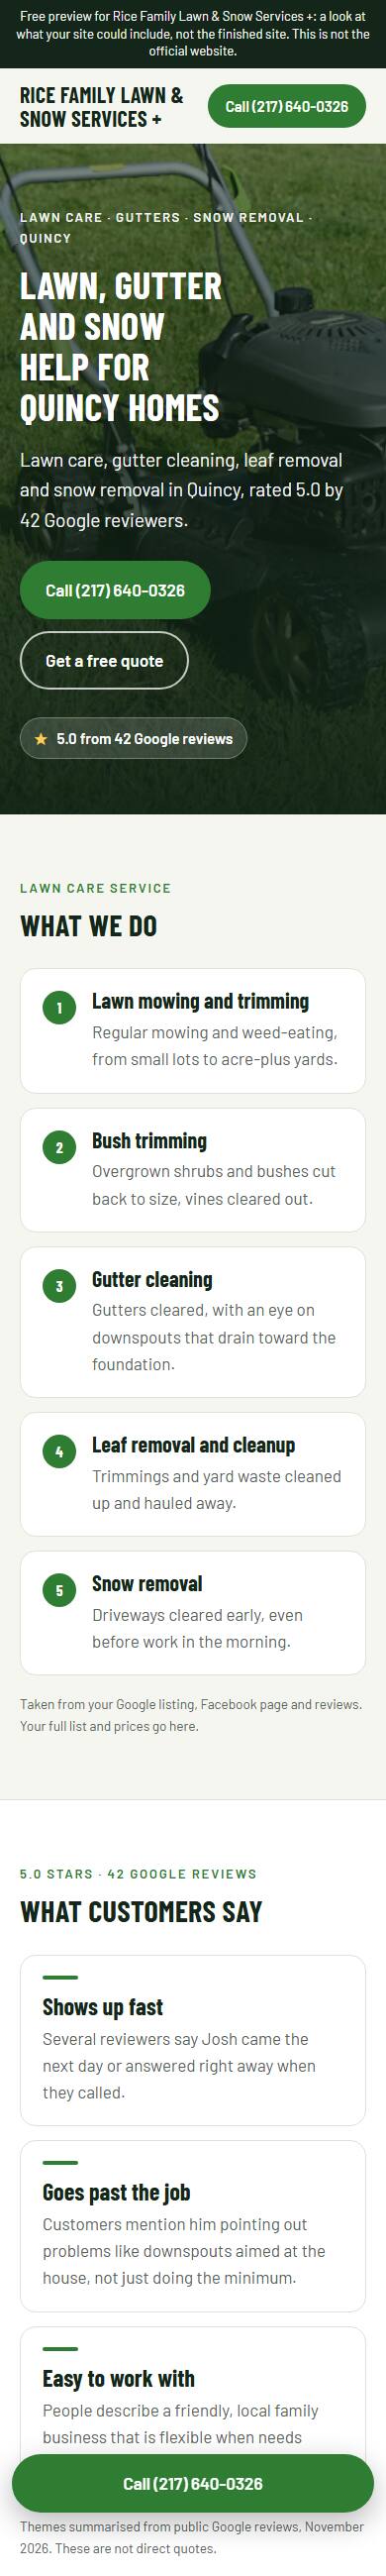 Free preview for Rice Family Lawn & Snow Services +: a look at
what your site could include, not the finished site. This is not the
official website.
RICE FAMILY LAWN &
SNOW SERVICES +
Call (217) 640-0326
LAWN CARE · GUTTERS · SNOW REMOVAL ·
QUINCY
LAWN, GUTTER
AND SNOW
HELP FOR
QUINCY HOMES
Lawn care, gutter cleaning, leaf removal
and snow removal in Quincy, rated 5.0 by
42 Google reviewers.
Call (217) 640-0326
Get a free quote
★ 5.0 from 42 Google reviews
LAWN CARE SERVICE
WHAT WE DO
1
Lawn mowing and trimming
Regular mowing and weed-eating,
from small lots to acre-plus yards.
2
Bush trimming
Overgrown shrubs and bushes cut
back to size, vines cleared out.
3
Gutter cleaning
Gutters cleared, with an eye on
downspouts that drain toward the
foundation.
4
Leaf removal and cleanup
Trimmings and yard waste cleaned
up and hauled away.
5
Snow removal
Driveways cleared early, even
before work in the morning.
Taken from your Google listing, Facebook page and reviews.
Your full list and prices go here.
5.0 STARS · 42 GOOGLE REVIEWS
WHAT CUSTOMERS SAY
Shows up fast
Several reviewers say Josh came the
next day or answered right away when
they called.
Goes past the job
Customers mention him pointing out
problems like downspouts aimed at the
house, not just doing the minimum.
Easy to work with
People describe a friendly, local family
business that is flexible when needs
Call (217) 640-0326
Themes summarised from public Google reviews, November
2026. These are not direct quotes.